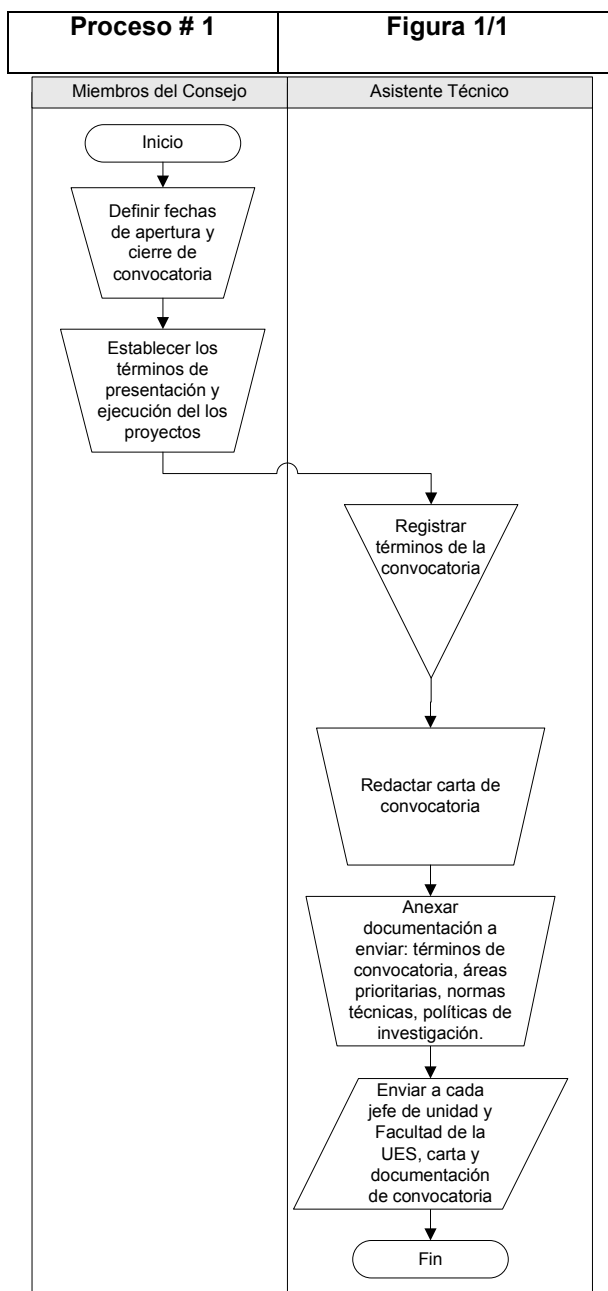 Proceso # 1
Figura 1/1
Miembros del Consejo
Asistente Técnico
Inicio
Definir fechas
de apertura y
cierre de
convocatoria
Establecer los
términos de
presentación y
ejecución del los
proyectos
Registrar
términos de la
convocatoria
Redactar carta de
convocatoria
Anexar
documentación a
enviar: términos de
convocatoria, áreas
prioritarias, normas
técnicas, políticas de
investigación.
Enviar a cada
jefe de unidad y
Facultad de la
UES, carta y
documentación
de convocatoria
Fin